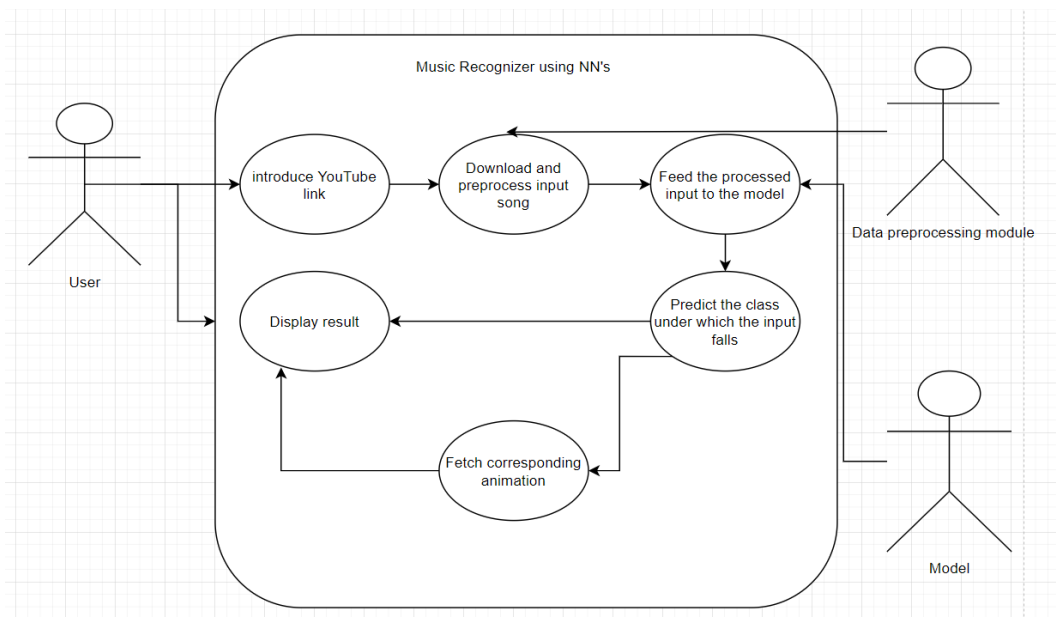 Music Recognizer using NN's
introduce YouTube
link
Download and
preprocess input
song
Feed the processed
input to the model
Data preprocessing module
User
Display result
Predict the class
under which the input
falls
Fetch corresponding
animation
Model